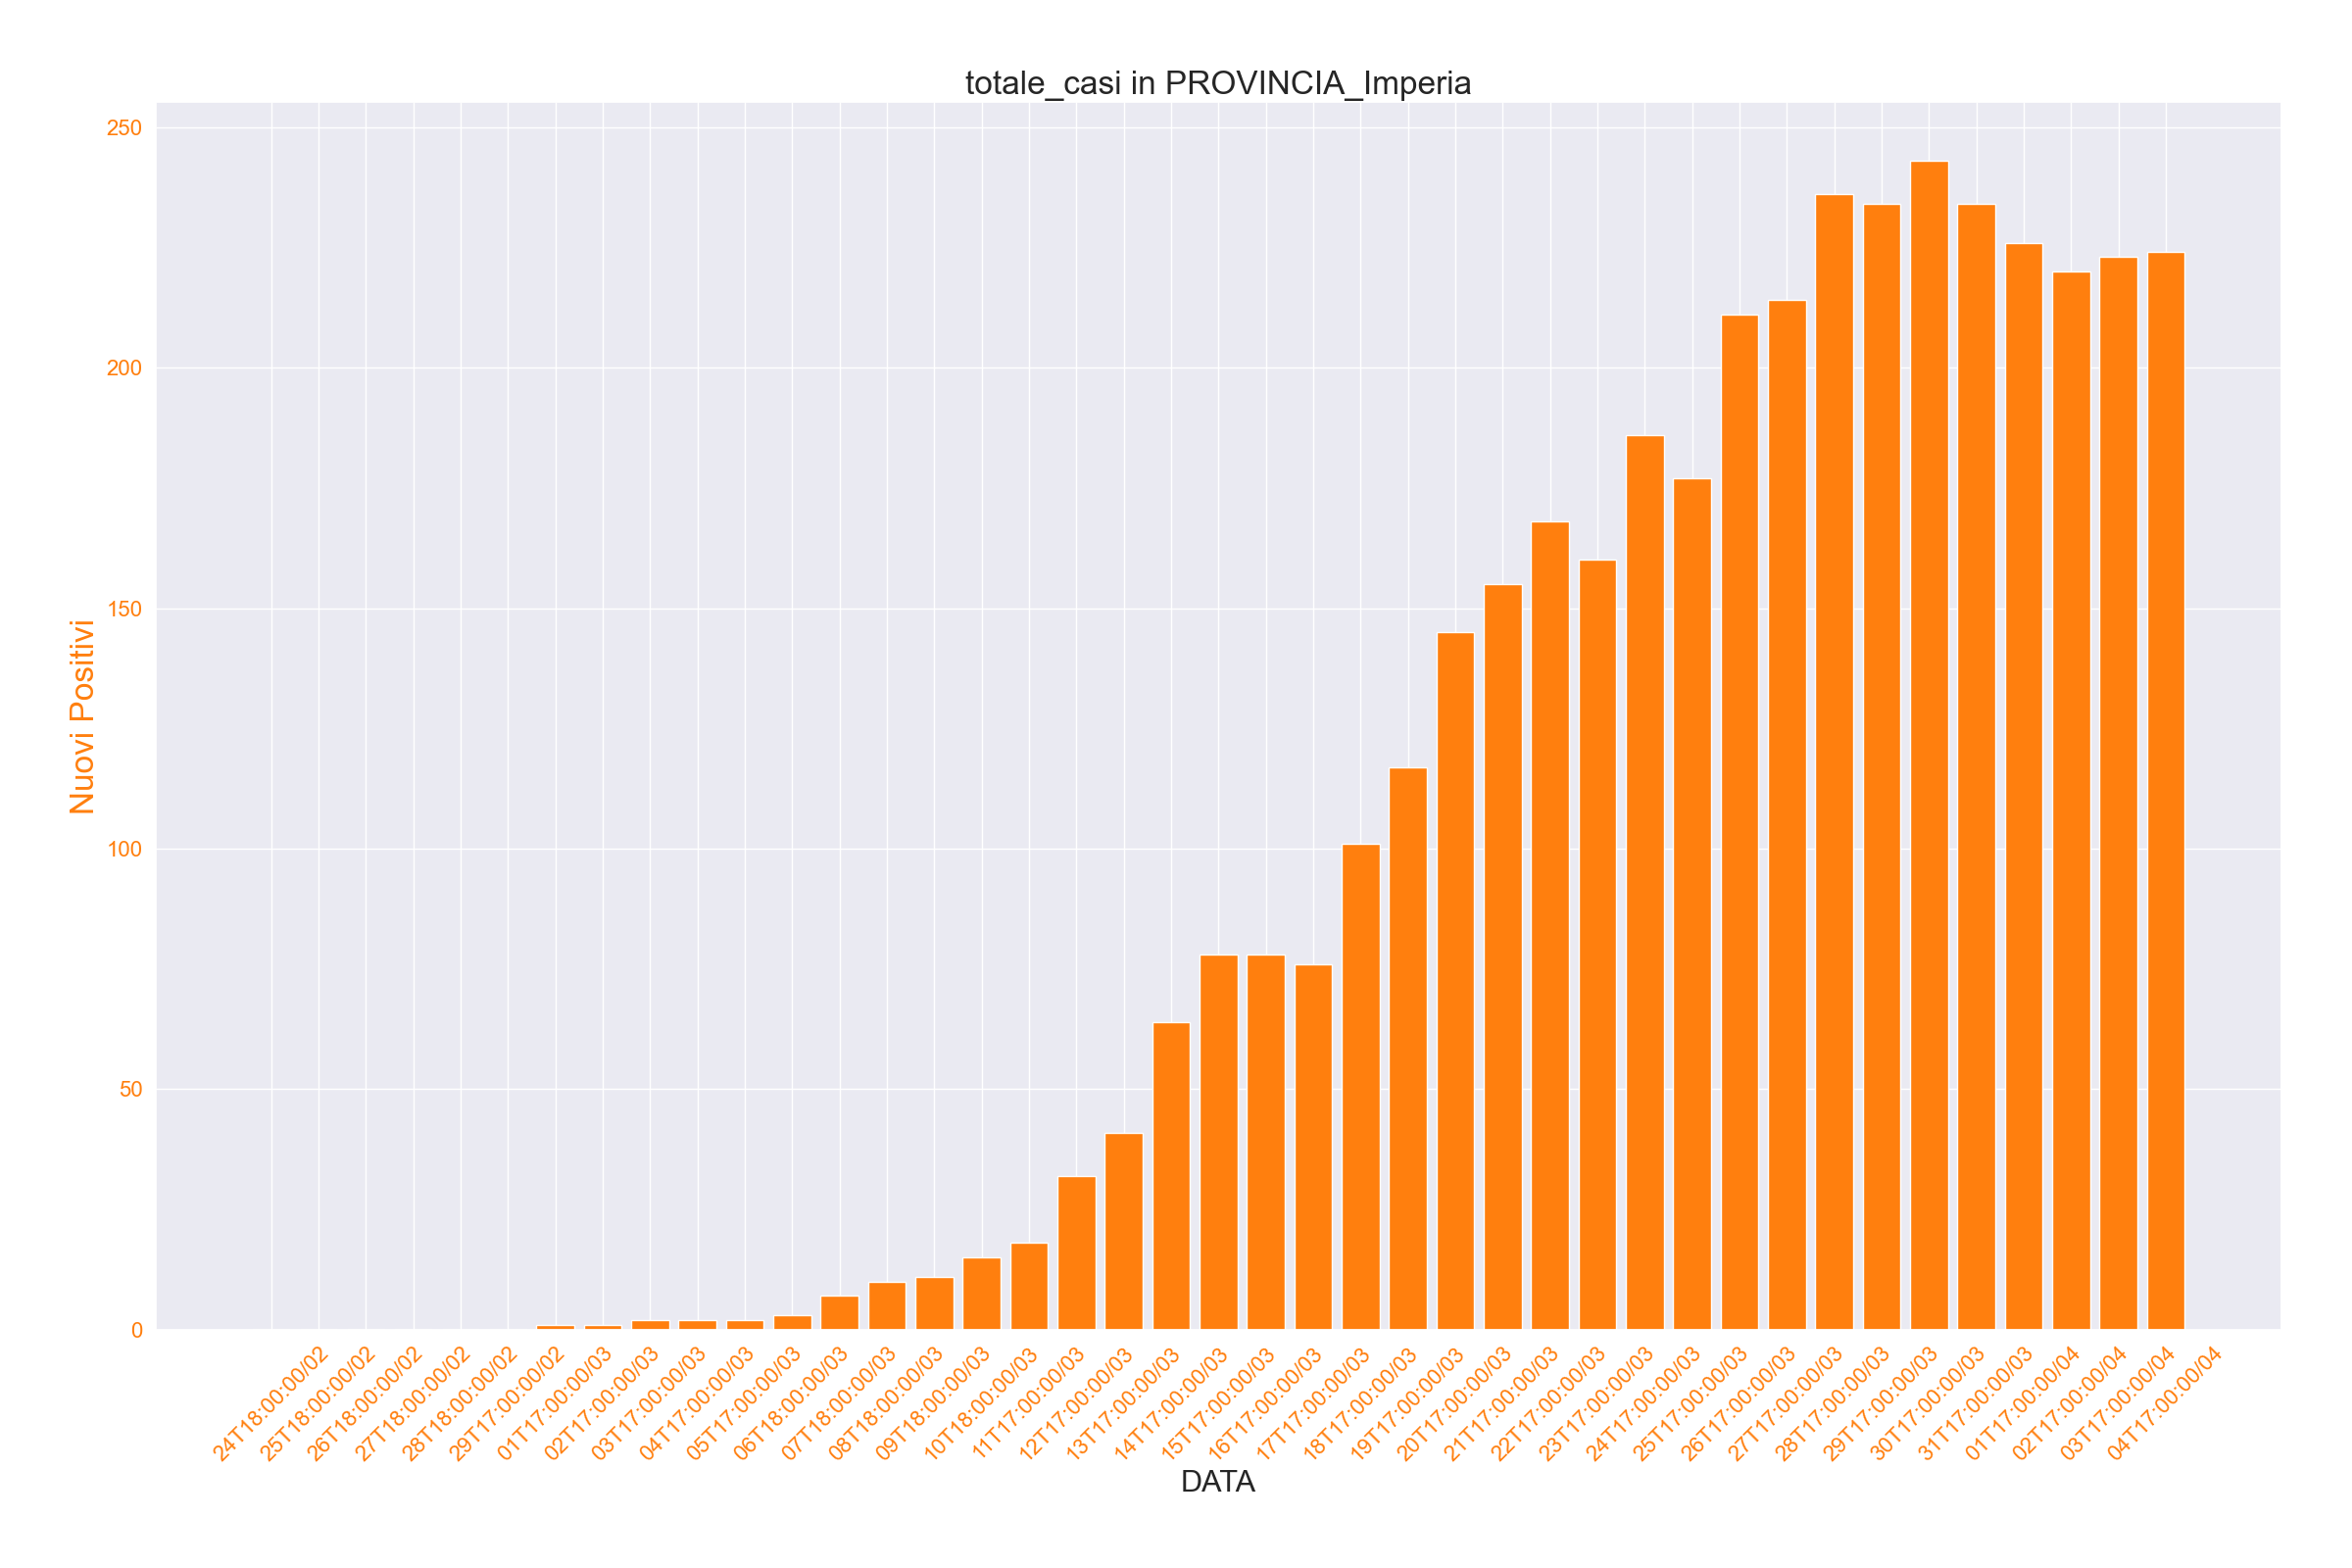 totale_casi in PROVINCIA_Imperia
250
200
150
100
50
0
Nuovi Positivi
24T18:00:00/02
25T18:00:00/02
26T18:00:00/02
27T18:00:00/02
28T18:00:00/02
29T17:00:00/02
01T17:00:00/03
02T17:00:00/03
03T17:00:00/03
04T17:00:00/03
05T17:00:00/03
06T18:00:00/03
07T18:00:00/03
08T18:00:00/03
09T18:00:00/03
10T18:00:00/03
11T17:00:00/03
12T17:00:00/03
13T17:00:00/03
14T17:00:00/03
15T17:00:00/03
16T17:00:00/03
17T17:00:00/03
18T17:00:00/03
19T17:00:00/03
20T17:00:00/03
21T17:00:00/03
22T17:00:00/03
23T17:00:00/03
24T17:00:00/03
25T17:00:00/03
26T17:00:00/03
27T17:00:00/03
28T17:00:00/03
29T17:00:00/03
30T17:00:00/03
31T17:00:00/04
01T17:00:00/04
02T17:00:00/04
03T17:00:00/04
04T17:00:00/04
DATA